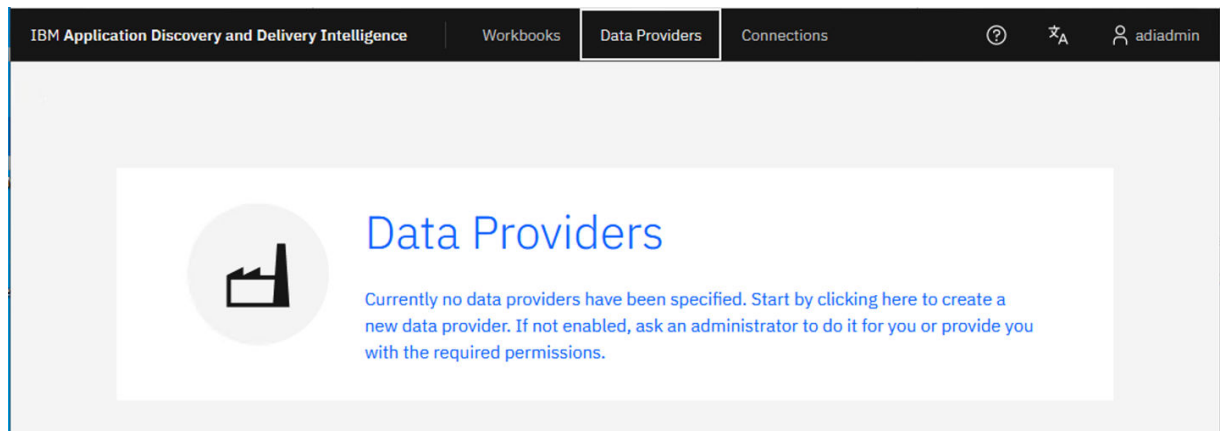 IBM Application Discovery and Delivery Intelligence Workbooks Data Providers Connections adiadmin
Data Providers
Currently no data providers have been specified. Start by clicking here to create a
new data provider. If not enabled, ask an administrator to do it for you or provide you
with the required permissions.